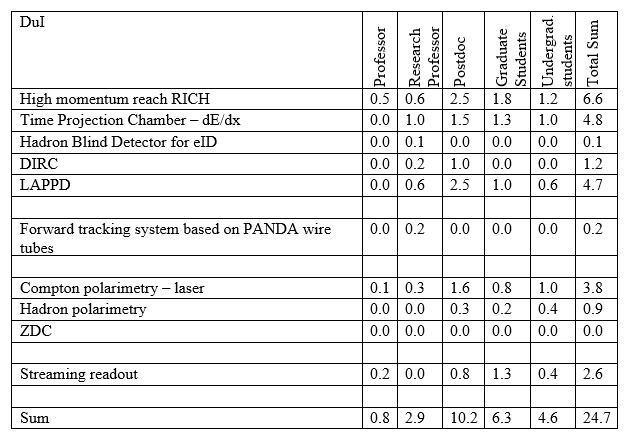 DuI Professor Research Professor Postdoc Graduate Students Undergrad. students Total Sum
High momentum reach RICH 0.5 0.6 2.5 1.8 1.2 6.6
Time Projection Chamber – dE/dx 0.0 1.0 1.5 1.3 1.0 4.8
Hadron Blind Detector for eID 0.0 0.1 0.0 0.0 0.0 0.1
DIRC 0.0 0.2 1.0 0.0 0.0 1.2
LAPPD 0.0 0.6 2.5 1.0 0.6 4.7
Forward tracking system based on PANDA wire 0.0 0.2 0.0 0.0 0.0 0.2
tubes
Compton polarimetry – laser 0.1 0.3 1.6 0.8 1.0 3.8
Hadron polarimetry 0.0 0.0 0.3 0.2 0.4 0.9
ZDC 0.0 0.0 0.0 0.0 0.0 0.0
Streaming readout 0.2 0.0 0.8 1.3 0.4 2.6
Sum 0.8 2.9 10.2 6.3 4.6 24.7